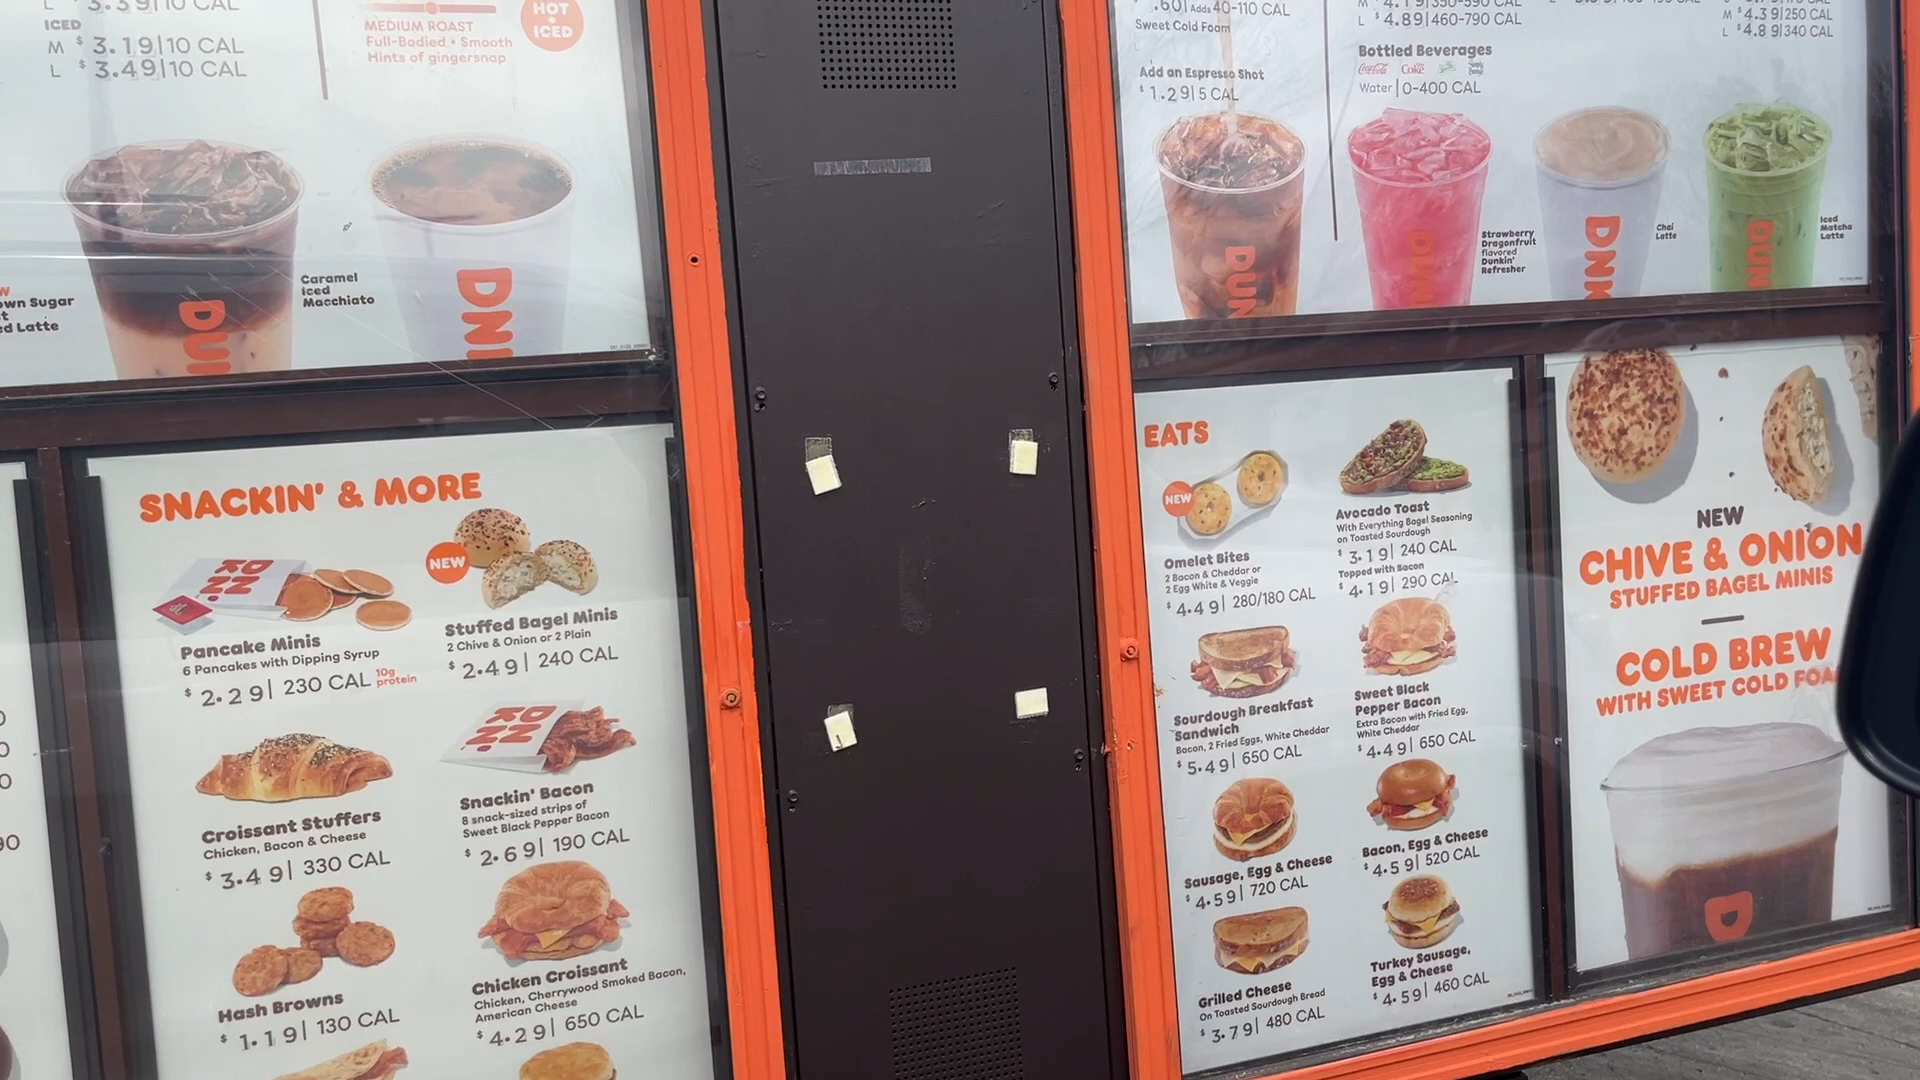 ICED
M $ 3.19|10 CAL
L $ 3.49|10 CAL
MEDIUM ROAST
Full-Bodied • Smooth
Hints of gingersnap
HOT
•
ICED
Latte
Caramel
Iced
Macchiato
SNACKIN' & MORE
Pancake Minis
6 Pancakes with Dipping Syrup
$ 2.29| 230 CAL 10g
protein
NEW
Stuffed Bagel Minis
2 Chive & Onion or 2 Plain
$ 2.49| 240 CAL
Croissant Stuffers
Chicken, Bacon & Cheese
$ 3.49| 330 CAL
Snackin' Bacon
8 snack-sized strips of
Sweet Black Pepper Bacon
$ 2.69| 190 CAL
Hash Browns
$ 1.19| 130 CAL
Chicken Croissant
Chicken, Cherrywood Smoked Bacon,
American Cheese
$ 4.29| 650 CAL
Adds 40-110 CAL
Sweet Cold Foam
Add an Espresso Shot
$ 1.29|5 CAL
L $ 4.89|460-790 CAL
Bottled Beverages
Coca-Cola Coke
Water | 0-400 CAL
M $ 4.39|250 CAL
L $ 4.89|340 CAL
Strawberry
Dragonfruit
flavored
Dunkin'
Refresher
Chai
Latte
Iced
Matcha
Latte
EATS
NEW
Omelet Bites
2 Bacon & Cheddar or
2 Egg White & Veggie
$ 4.49| 280/180 CAL
Avocado Toast
With Everything Bagel Seasoning
on Toasted Sourdough
$ 3.19| 240 CAL
Topped with Bacon
$ 4.19| 290 CAL
Sourdough Breakfast
Sandwich
Bacon, 2 Fried Eggs, White Cheddar
$ 5.49| 650 CAL
Sweet Black
Pepper Bacon
Extra Bacon with Fried Egg,
White Cheddar
$ 4.49| 650 CAL
Sausage, Egg & Cheese
$ 4.59| 720 CAL
Bacon, Egg & Cheese
$ 4.59| 520 CAL
Grilled Cheese
On Toasted Sourdough Bread
$ 3.79| 480 CAL
Turkey Sausage,
Egg & Cheese
$ 4.59| 460 CAL
NEW
CHIVE & ONION
STUFFED BAGEL MINIS
COLD BREW
WITH SWEET COLD FOA
D